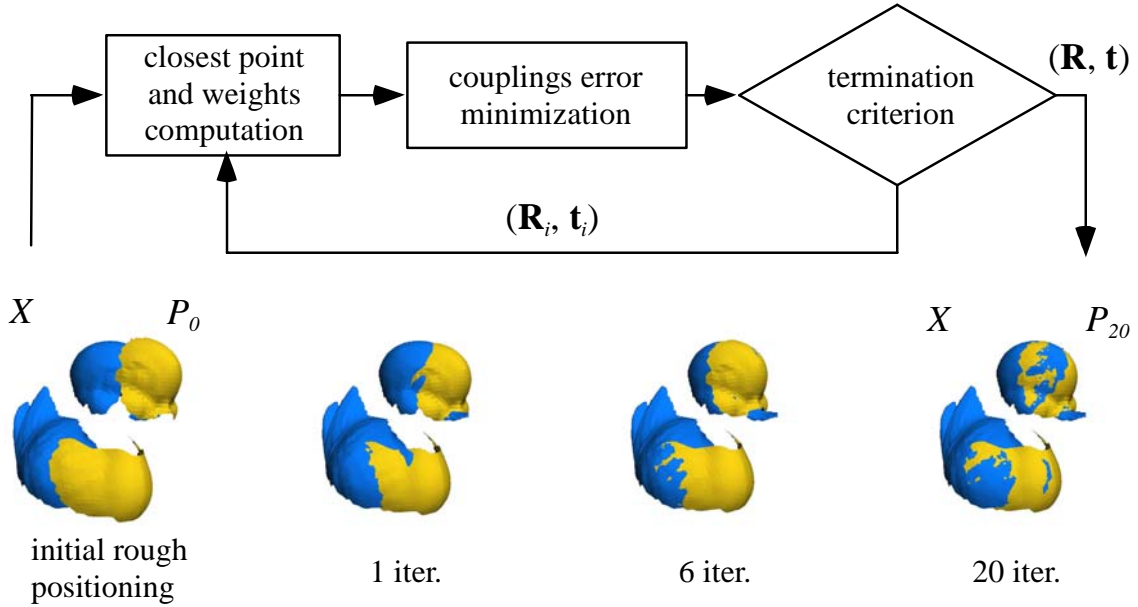 closest point
and weights
computation
couplings error
minimization
termination
criterion
(R, t)
(Rᵢ, tᵢ)
X P₀
X P₂₀
initial rough
positioning
1 iter.
6 iter.
20 iter.